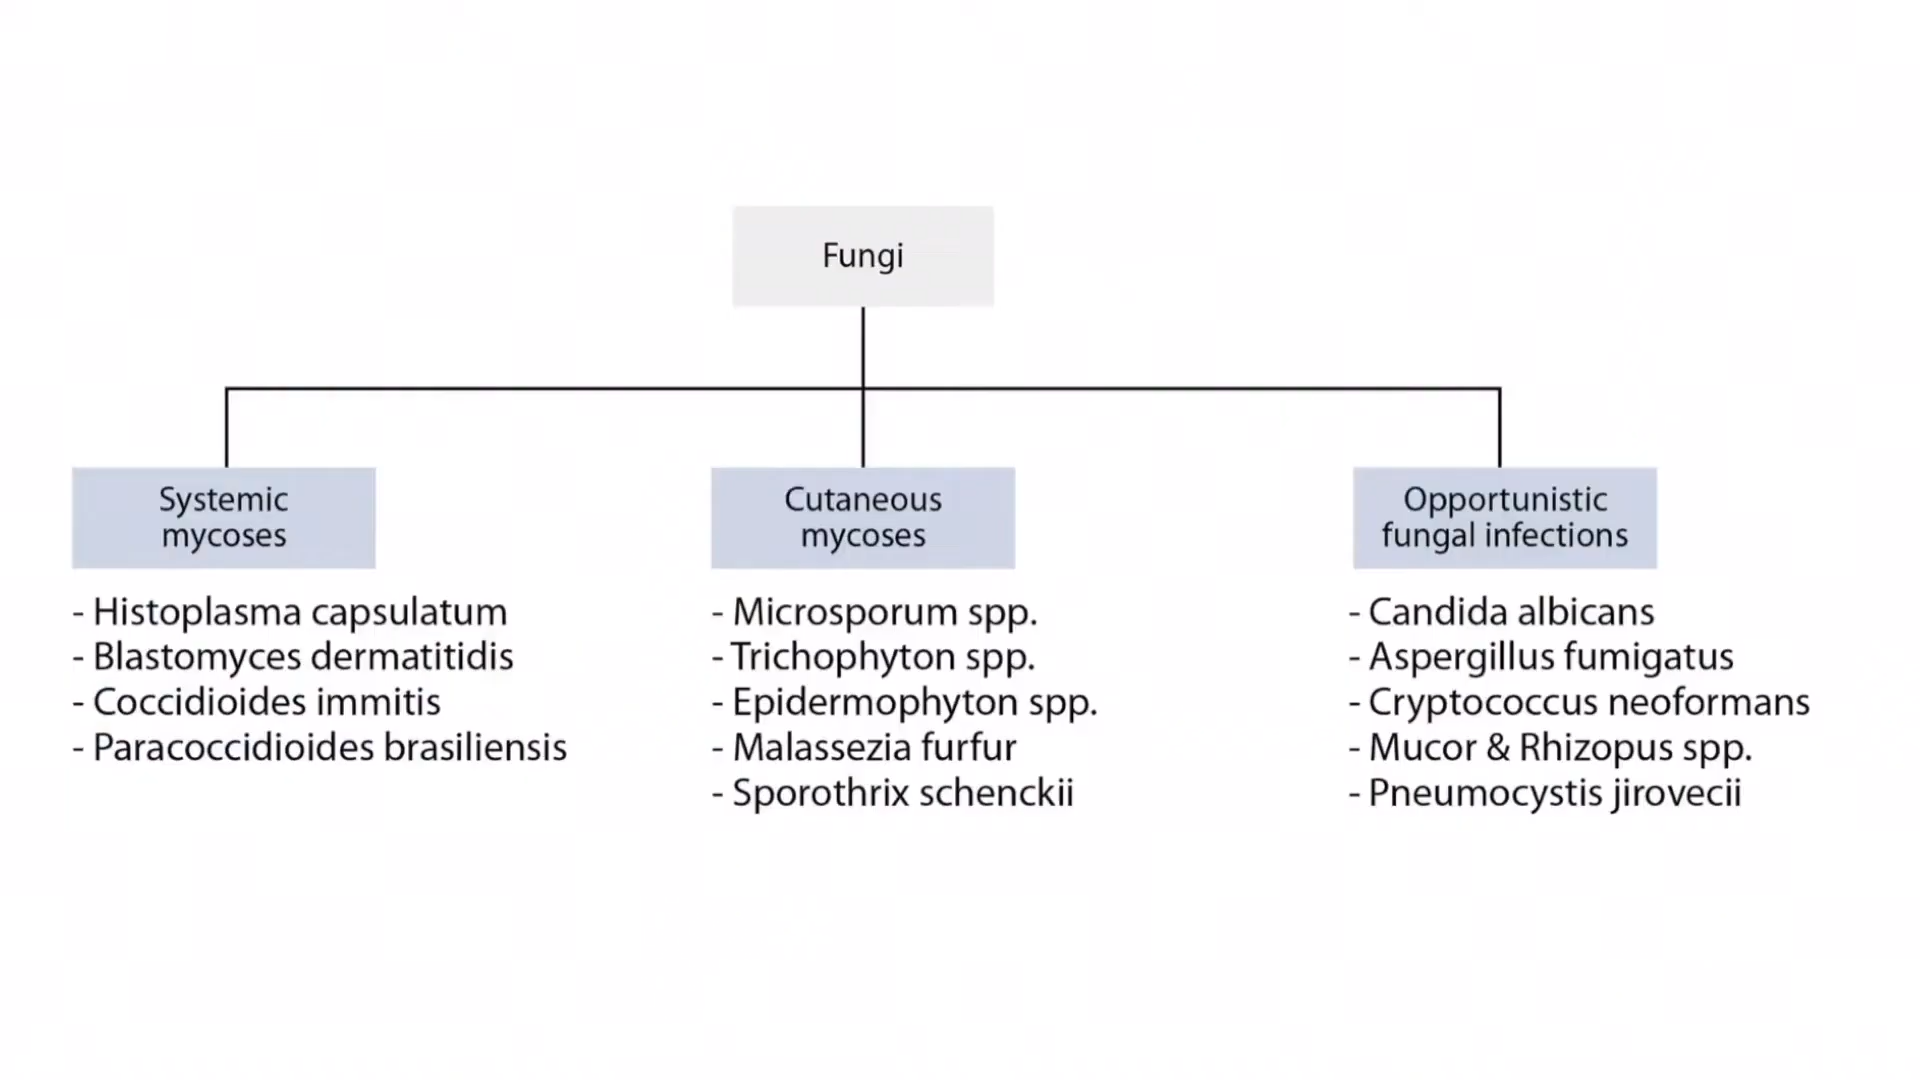 Fungi
Systemic
mycoses
- Histoplasma capsulatum
- Blastomyces dermatitidis
- Coccidioides immitis
- Paracoccidioides brasiliensis
Cutaneous
mycoses
- Microsporum spp.
- Trichophyton spp.
- Epidermophyton spp.
- Malassezia furfur
- Sporothrix schenckii
Opportunistic
fungal infections
- Candida albicans
- Aspergillus fumigatus
- Cryptococcus neoformans
- Mucor & Rhizopus spp.
- Pneumocystis jirovecii